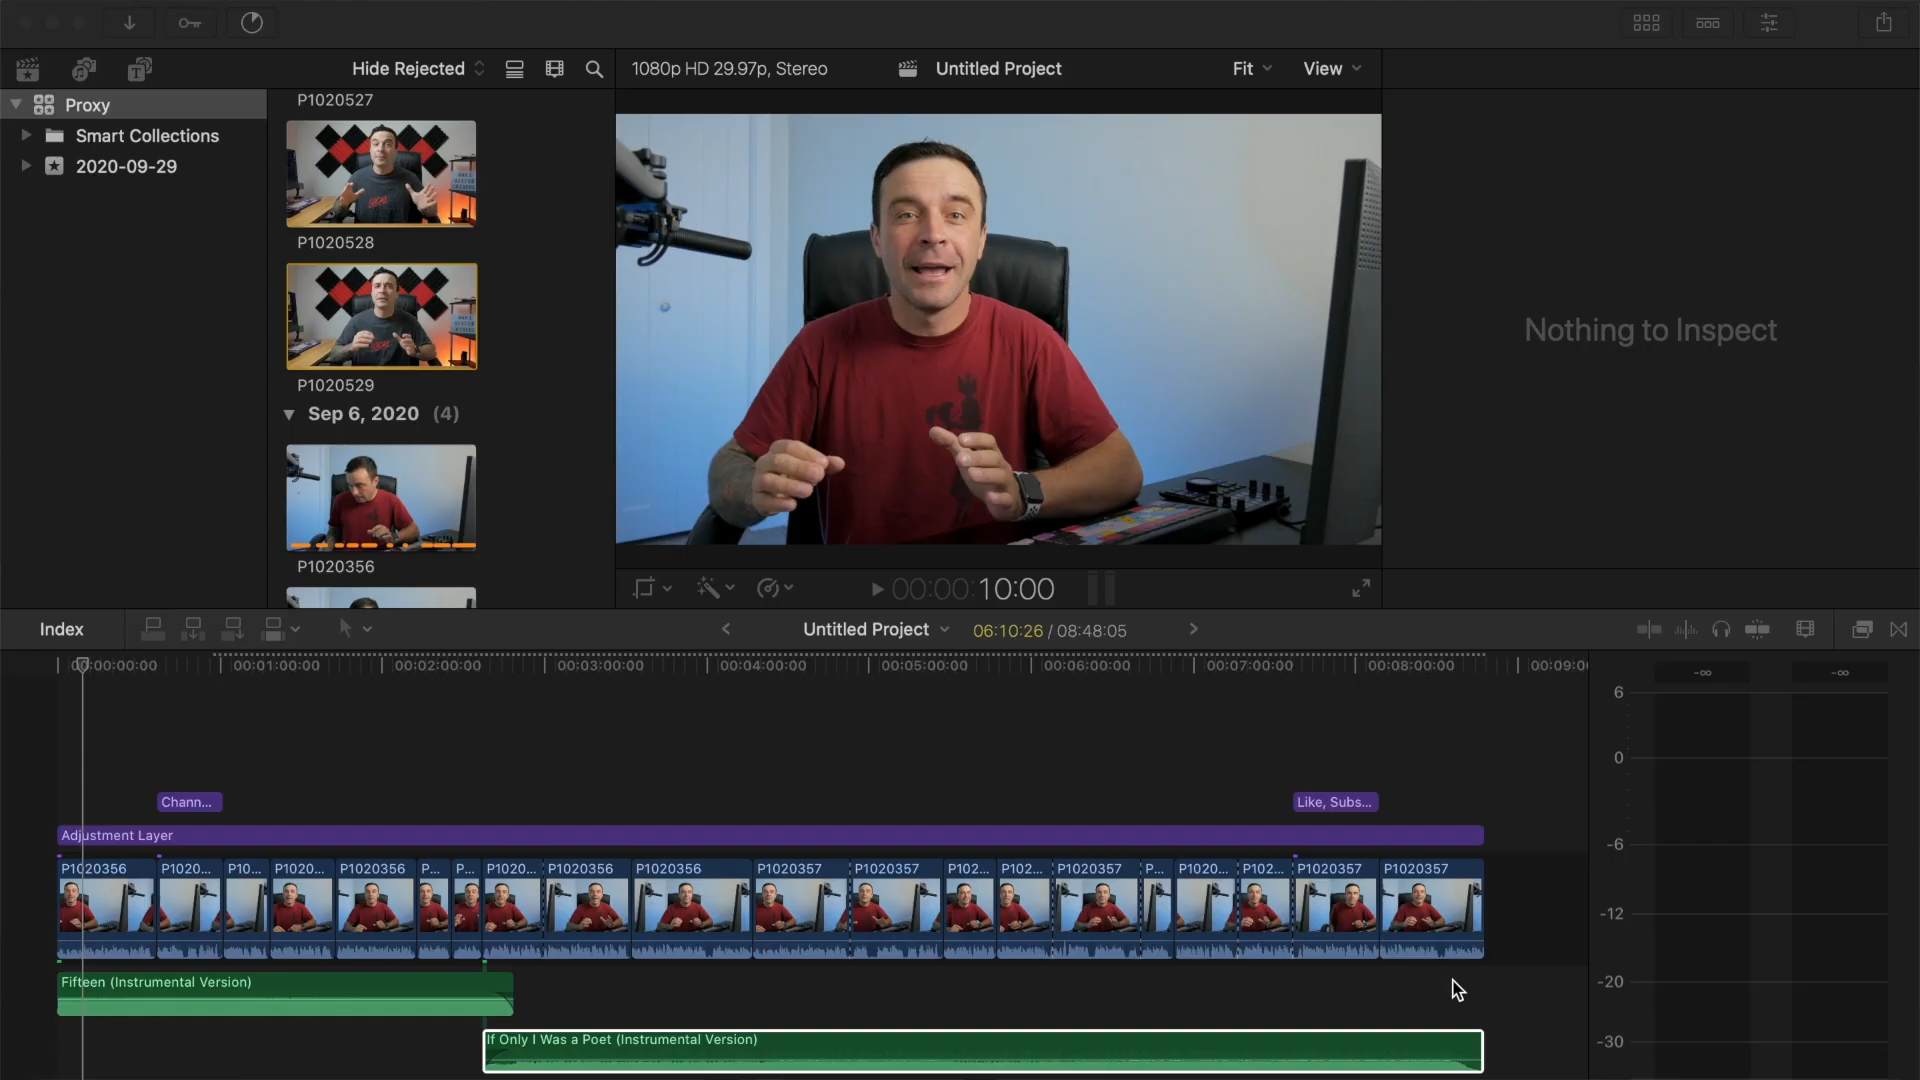 Hide Rejected
1080p HD 29.97p, Stereo
Untitled Project
Fit
View
Proxy
Smart Collections
2020-09-29
P1020527
P1020528
P1020529
Sep 6, 2020 (4)
P1020356
Nothing to Inspect
00:00:10:00
Index
Untitled Project
06:10:26 / 08:48:05
00:00:00:00
00:01:00:00
00:02:00:00
00:03:00:00
00:04:00:00
00:05:00:00
00:06:00:00
00:07:00:00
00:08:00:00
00:09:0
-∞
-∞
6
0
-6
-12
-20
-30
Chann...
Like, Subs...
Adjustment Layer
P1020356
P1020...
P10...
P1020...
P1020356
P...
P...
P1020...
P1020356
P1020356
P1020357
P1020357
P102...
P102...
P1020357
P...
P1020...
P102...
P1020357
P1020357
Fifteen (Instrumental Version)
If Only I Was a Poet (Instrumental Version)